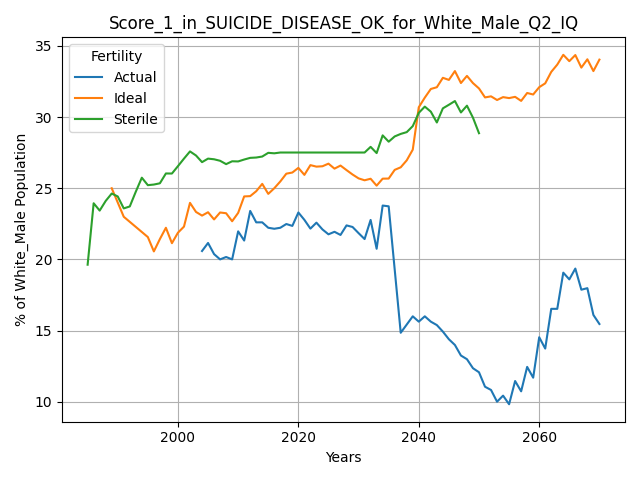 Score_1_in_SUICIDE_DISEASE_OK_for_White_Male_Q2_IQ
Fertility
Actual
Ideal
Sterile
% of White_Male Population
35
30
25
20
15
10
2000
2020
2040
2060
Years